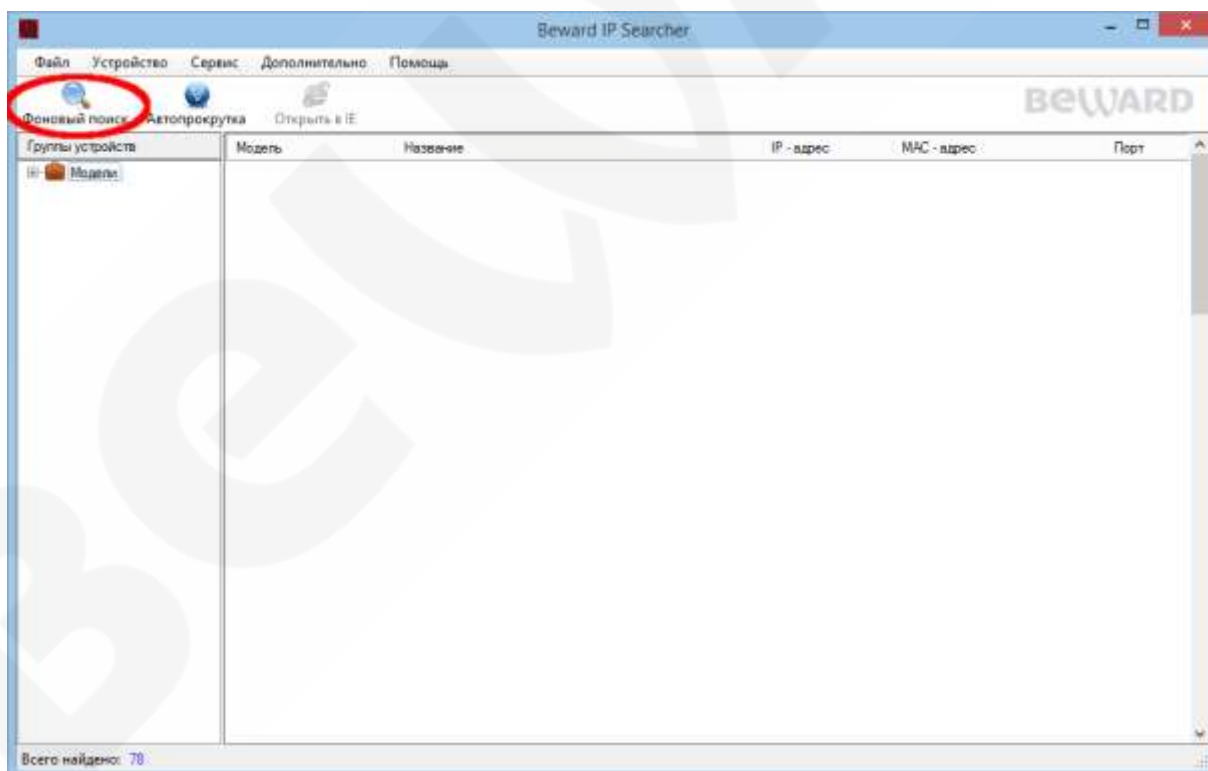 Beward IP Searcher
Файл Устройство Сервис Дополнительно Помощь
Фоновый поиск Автопрокрутка Открыть в IE BEWARD
Группы устройств Модель Название IP - адрес MAC - адрес Порт
Модели
Всего найдено: 78